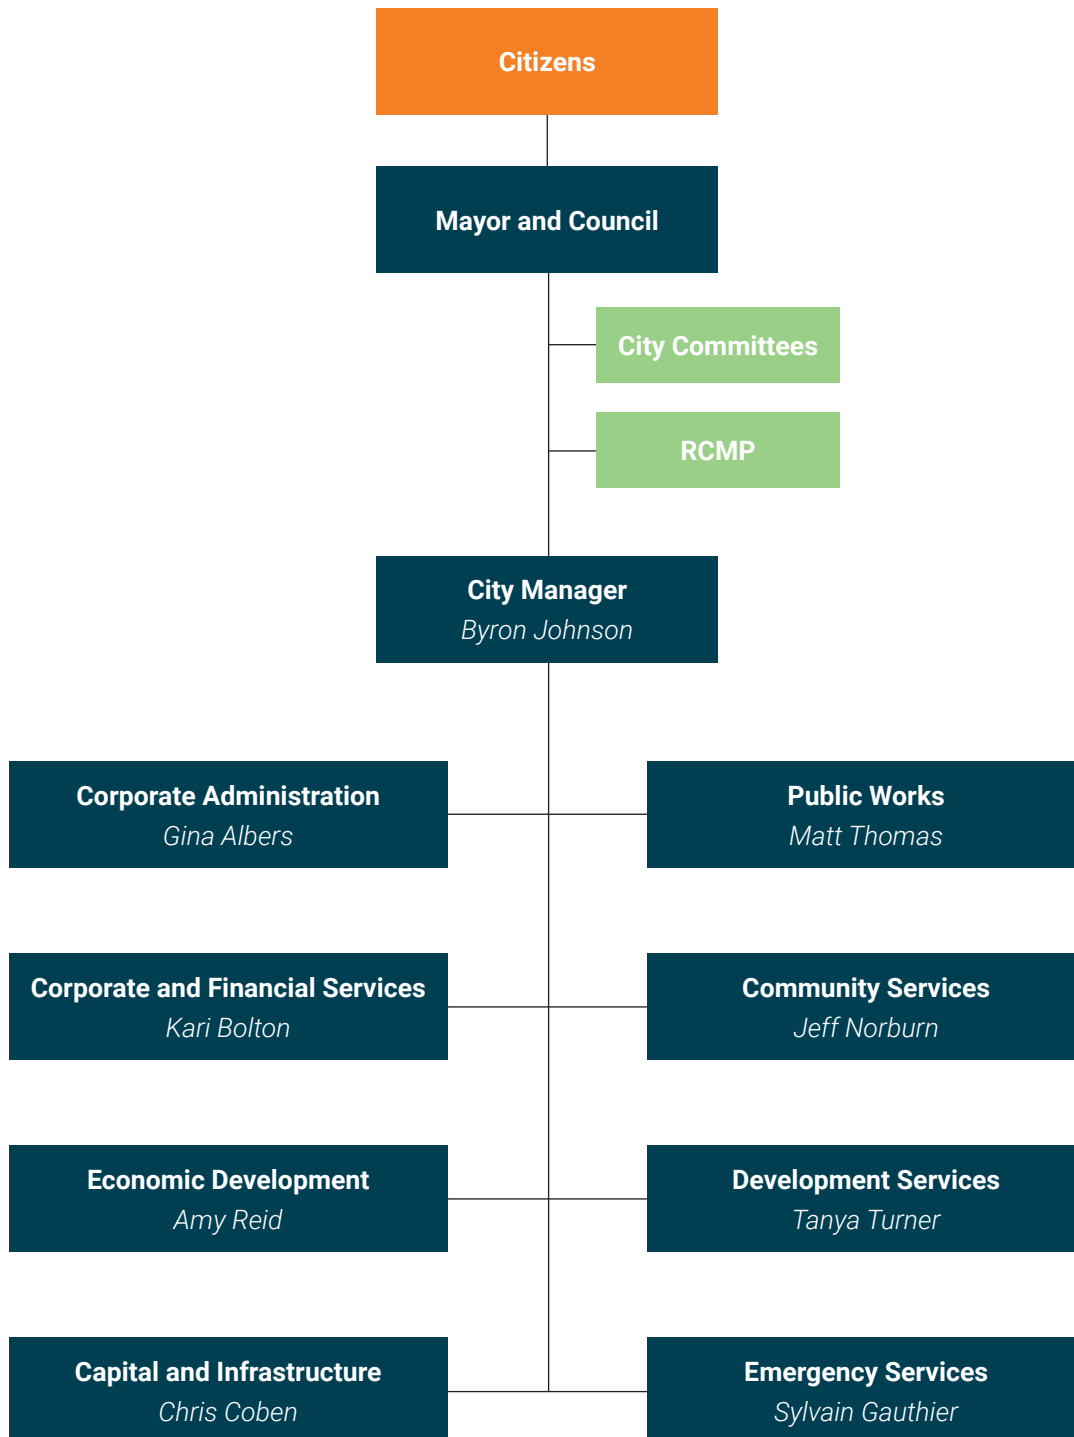 Citizens
Mayor and Council
City Committees
RCMP
City Manager
Byron Johnson
Corporate Administration
Gina Albers
Public Works
Matt Thomas
Corporate and Financial Services
Kari Bolton
Community Services
Jeff Norburn
Economic Development
Amy Reid
Development Services
Tanya Turner
Capital and Infrastructure
Chris Coben
Emergency Services
Sylvain Gauthier